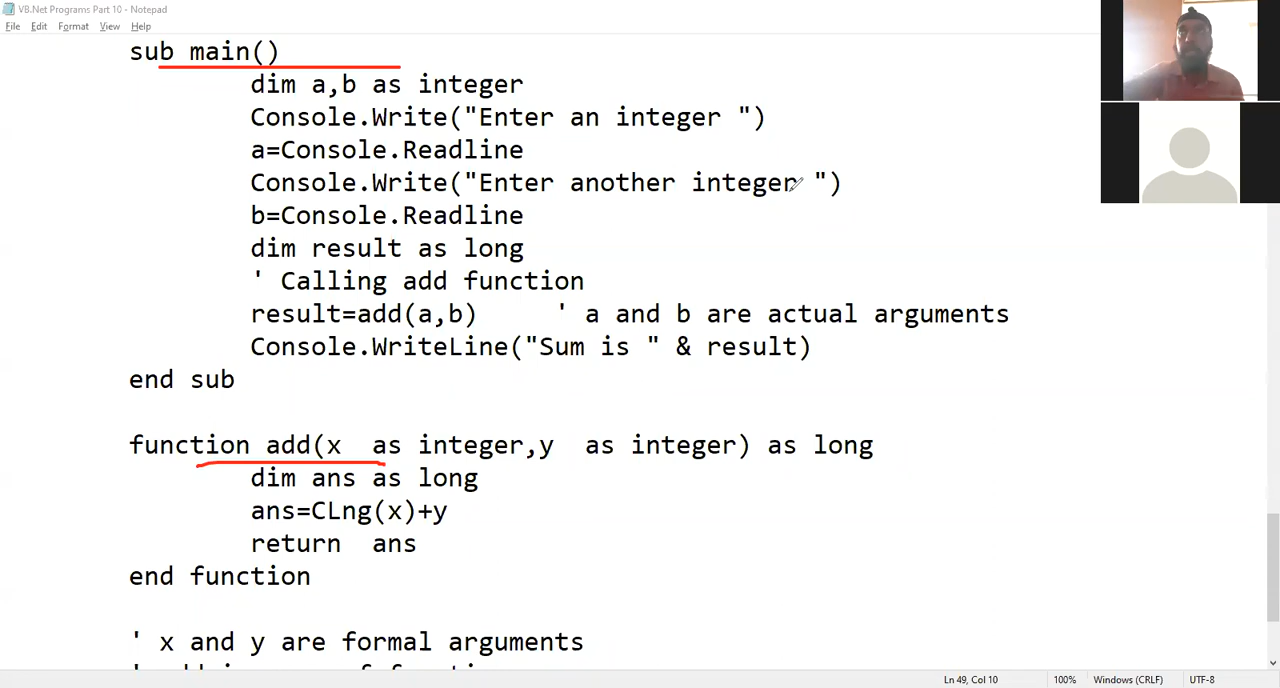 VB.Net Programs Part 10 - Notepad
File Edit Format View Help
sub main()
dim a,b as integer
Console.Write("Enter an integer ")
a=Console.Readline
Console.Write("Enter another integer ")
b=Console.Readline
dim result as long
' Calling add function
result=add(a,b) ' a and b are actual arguments
Console.WriteLine("Sum is " & result)
end sub
function add(x as integer,y as integer) as long
dim ans as long
ans=CLng(x)+y
return ans
end function
' x and y are formal arguments
Ln 49, Col 10 100% Windows (CRLF) UTF-8